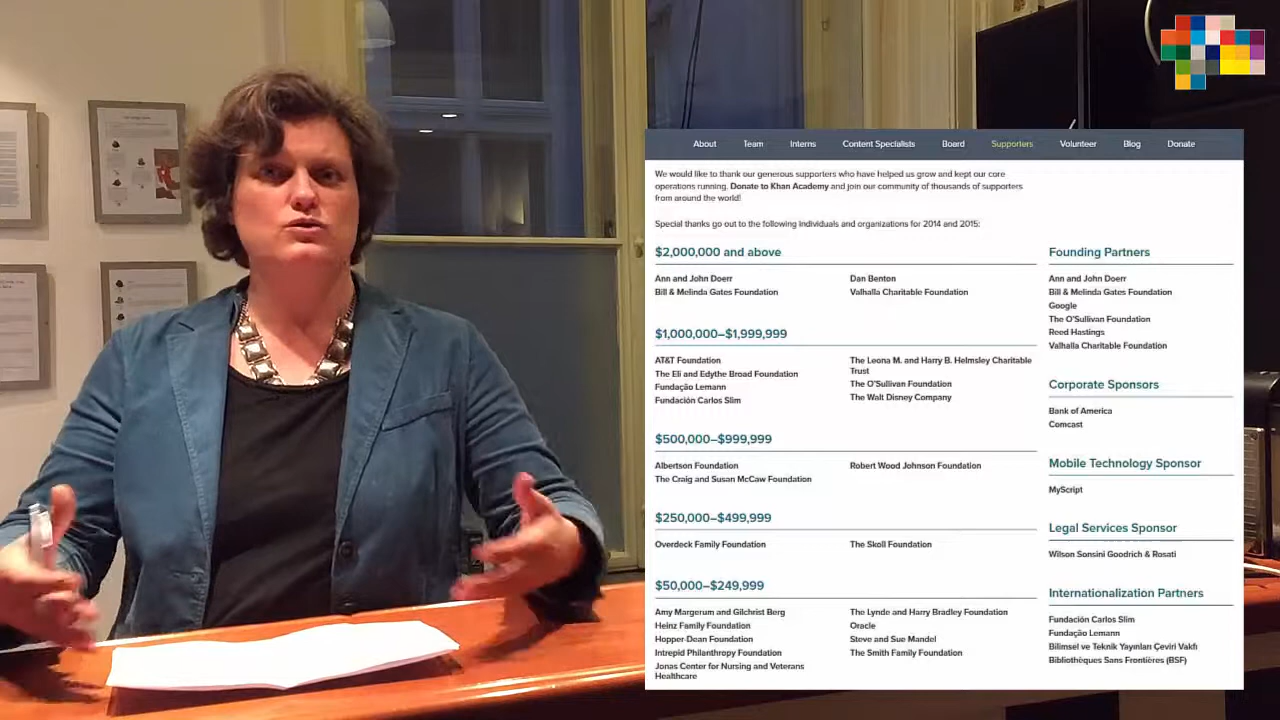 About Team Interns Content Specialists Board Supporters Volunteer Blog Donate
We would like to thank our generous supporters who have helped us grow and kept our core
operations running. Donate to Khan Academy and join our community of thousands of supporters
from around the world!
Special thanks go out to the following individuals and organizations for 2014 and 2015:
$2,000,000 and above
Ann and John Doerr
Bill & Melinda Gates Foundation
Dan Benton
Valhalla Charitable Foundation
$1,000,000–$1,999,999
AT&T Foundation
The Eli and Edythe Broad Foundation
Fundação Lemann
Fundación Carlos Slim
The Leona M. and Harry B. Helmsley Charitable
Trust
The O'Sullivan Foundation
The Walt Disney Company
$500,000–$999,999
Albertson Foundation
The Craig and Susan McCaw Foundation
Robert Wood Johnson Foundation
$250,000–$499,999
Overdeck Family Foundation
The Skoll Foundation
$50,000–$249,999
Amy Margerum and Gilchrist Berg
Heinz Family Foundation
Hopper-Dean Foundation
Intrepid Philanthropy Foundation
Jonas Center for Nursing and Veterans
Healthcare
The Lynde and Harry Bradley Foundation
Oracle
Steve and Sue Mandel
The Smith Family Foundation
Founding Partners
Ann and John Doerr
Bill & Melinda Gates Foundation
Google
The O'Sullivan Foundation
Reed Hastings
Valhalla Charitable Foundation
Corporate Sponsors
Bank of America
Comcast
Mobile Technology Sponsor
MyScript
Legal Services Sponsor
Wilson Sonsini Goodrich & Rosati
Internationalization Partners
Fundación Carlos Slim
Fundação Lemann
Bilimsel ve Teknik Yayınları Çeviri Vakfı
Bibliothèques Sans Frontières (BSF)